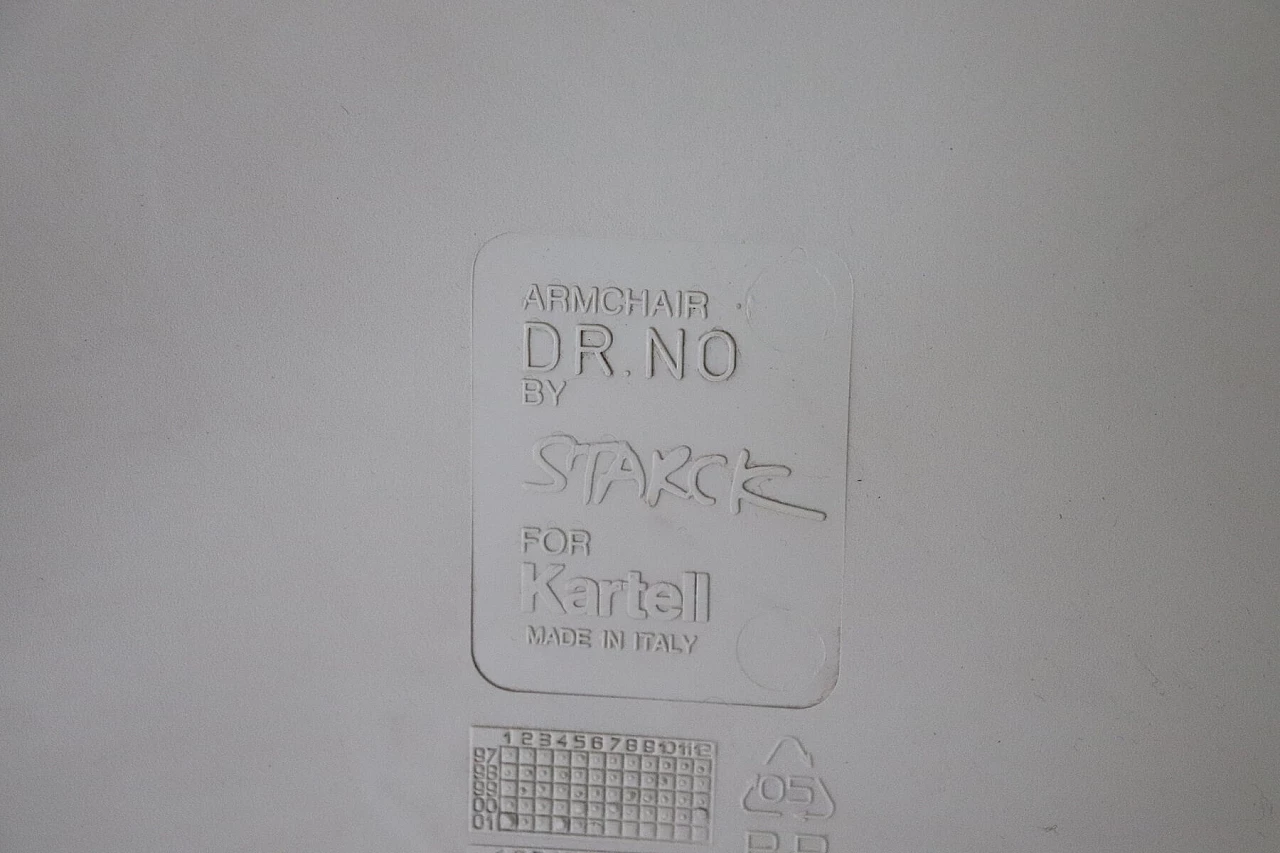 ARMCHAIR
DR.NO
BY
STARCK
FOR
Kartell
MADE IN ITALY
1 2 3 4 5 6 7 8 9 10 11 12
97
98
99
00
01
05